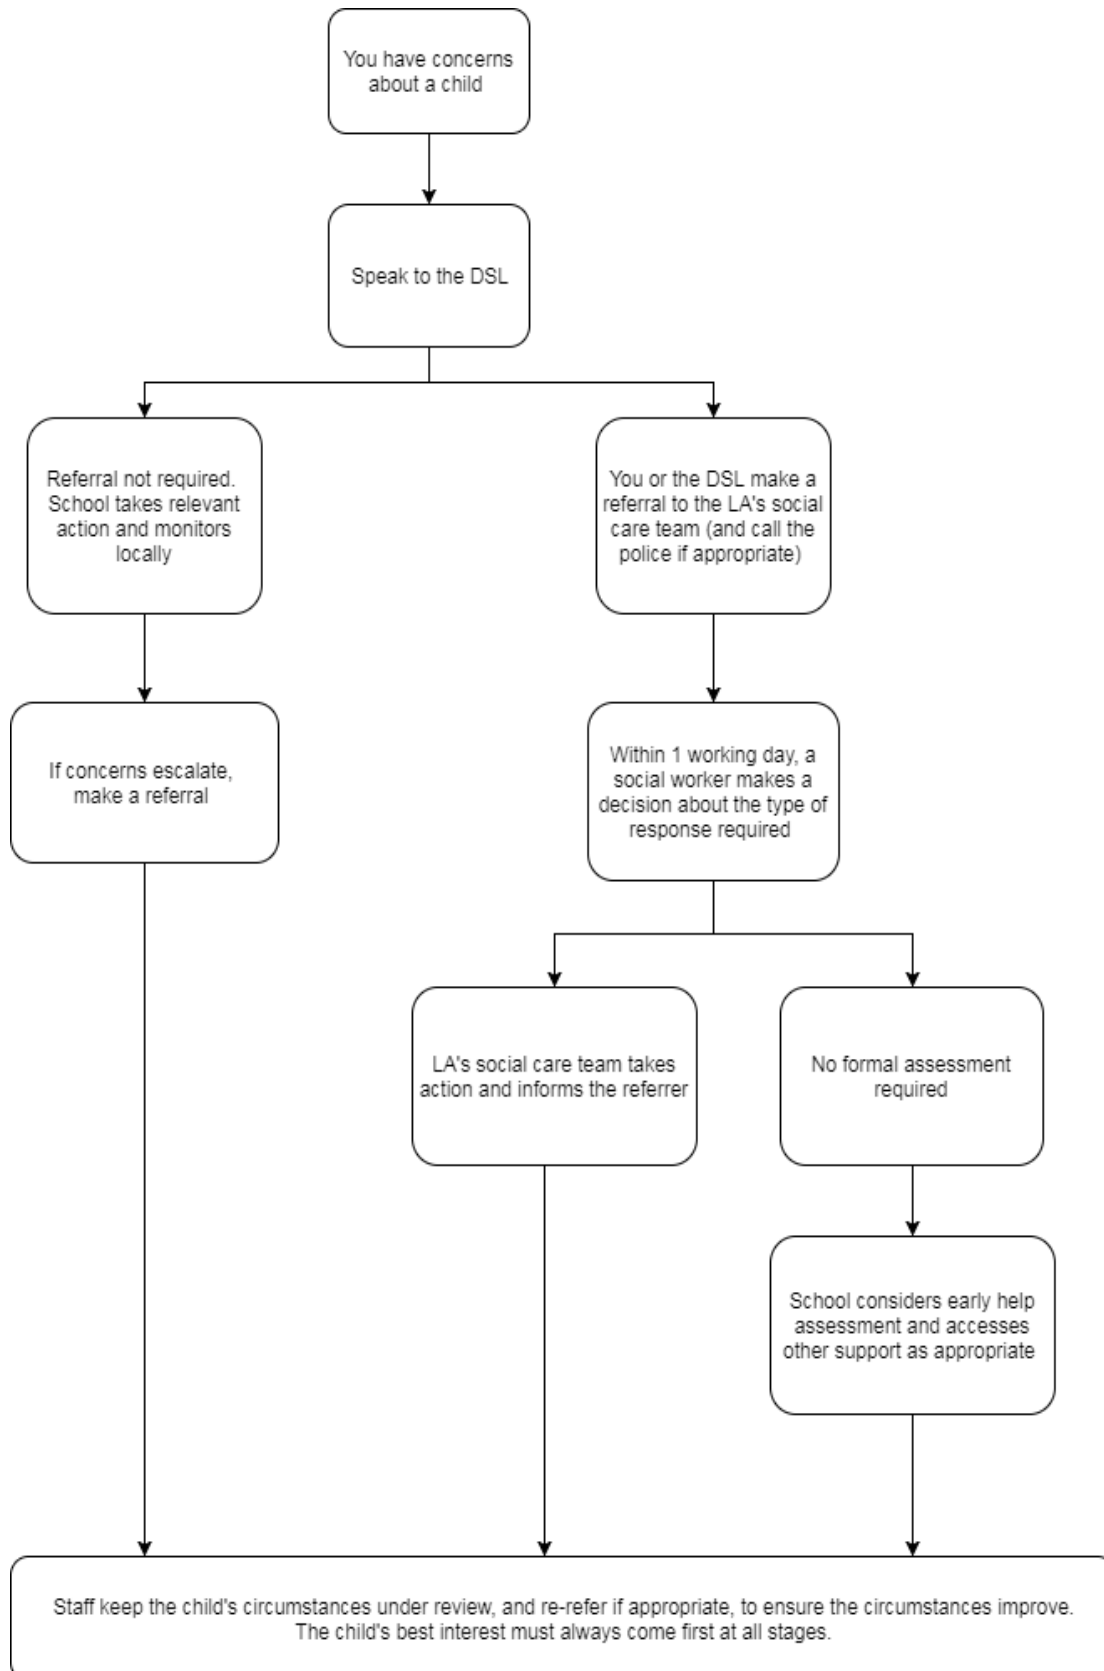 You have concerns
about a child
Speak to the DSL
Referral not required.
School takes relevant
action and monitors
locally
You or the DSL make a
referral to the LA's social
care team (and call the
police if appropriate)
If concerns escalate,
make a referral
Within 1 working day, a
social worker makes a
decision about the type of
response required
LA's social care team takes
action and informs the referrer
No formal assessment
required
School considers early help
assessment and accesses
other support as appropriate
Staff keep the child's circumstances under review, and re-refer if appropriate, to ensure the circumstances improve.
The child's best interest must always come first at all stages.